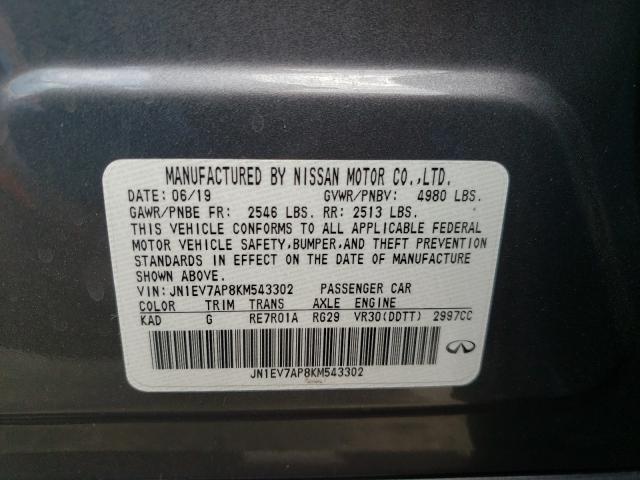 MANUFACTURED BY NISSAN MOTOR CO.,LTD.
DATE: 06/19 GVWR/PNBV: 4980 LBS.
GAWR/PNBE FR: 2546 LBS. RR: 2513 LBS.
THIS VEHICLE CONFORMS TO ALL APPLICABLE FEDERAL
MOTOR VEHICLE SAFETY,BUMPER,AND THEFT PREVENTION
STANDARDS IN EFFECT ON THE DATE OF MANUFACTURE
SHOWN ABOVE.
VIN: JN1EV7AP8KM543302 PASSENGER CAR
COLOR TRIM TRANS AXLE ENGINE
KAD G RE7R01A RG29 VR30(DDTT) 2997CC
JN1EV7AP8KM543302